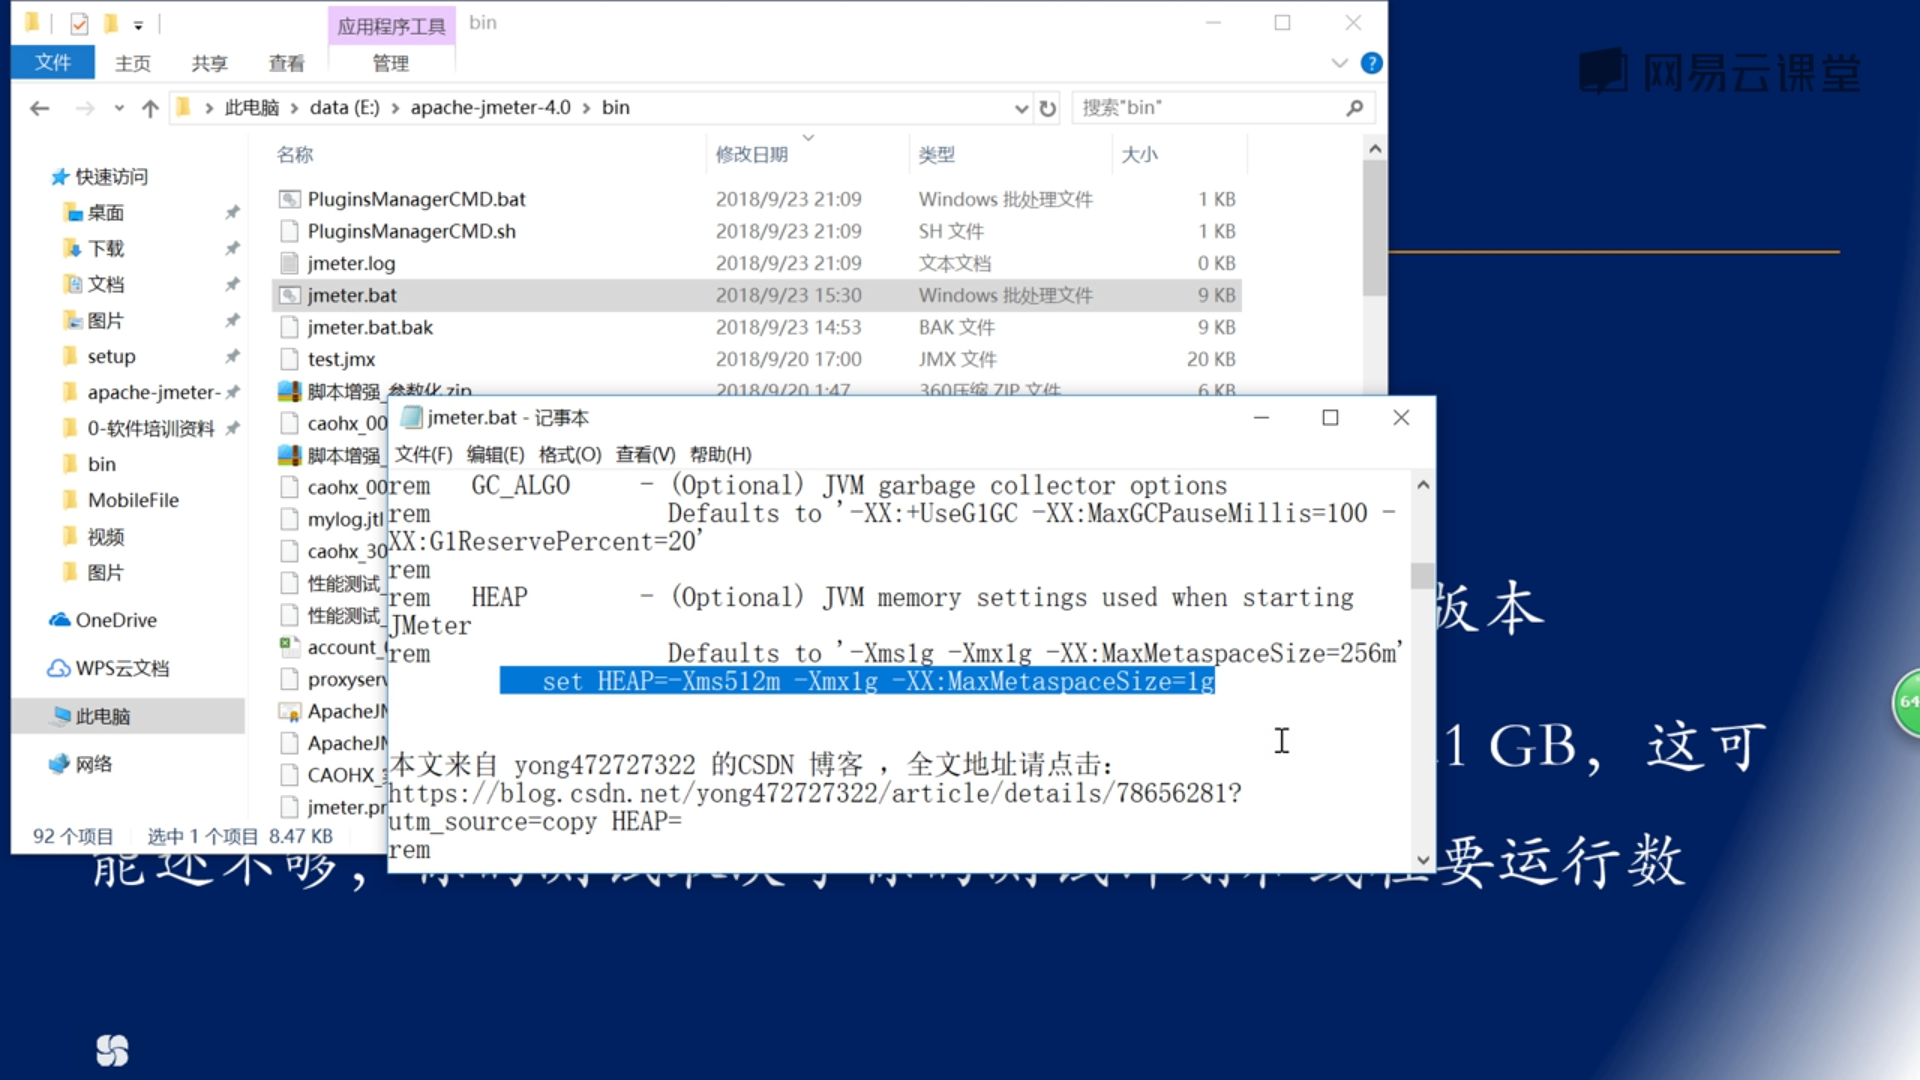 应用程序工具 bin
文件 主页 共享 查看 管理
此电脑 data (E:) apache-jmeter-4.0 bin
搜索"bin"
网易云课堂
名称 修改日期 类型 大小
PluginsManagerCMD.bat 2018/9/23 21:09 Windows 批处理文件 1 KB
PluginsManagerCMD.sh 2018/9/23 21:09 SH 文件 1 KB
jmeter.log 2018/9/23 21:09 文本文档 0 KB
jmeter.bat 2018/9/23 15:30 Windows 批处理文件 9 KB
jmeter.bat.bak 2018/9/23 14:53 BAK 文件 9 KB
test.jmx 2018/9/20 17:00 JMX 文件 20 KB
脚本增强_参数化.zip 2018/9/20 1:47 360压缩 ZIP 文件 6 KB
caohx_00
脚本增强_
caohx_00
mylog.jtl
caohx_30
性能测试_
性能测试_
account_
proxyserv
ApacheJM
ApacheJM
CAOHX_
jmeter.pr
快速访问
桌面
下载
文档
图片
setup
apache-jmeter-
0-软件培训资料
bin
MobileFile
视频
图片
OneDrive
WPS云文档
此电脑
网络
92 个项目 选中 1 个项目 8.47 KB
jmeter.bat - 记事本
文件(F) 编辑(E) 格式(O) 查看(V) 帮助(H)
rem GC_ALGO - (Optional) JVM garbage collector options
rem Defaults to '-XX:+UseG1GC -XX:MaxGCPauseMillis=100 -
XX:G1ReservePercent=20'
rem
rem HEAP - (Optional) JVM memory settings used when starting
JMeter
rem Defaults to '-Xms1g -Xmx1g -XX:MaxMetaspaceSize=256m'
set HEAP=-Xms512m -Xmx1g -XX:MaxMetaspaceSize=1g
本文来自 yong472727322 的CSDN 博客 ，全文地址请点击：
https://blog.csdn.net/yong472727322/article/details/78656281?
utm_source=copy HEAP=
rem
版本
1 GB，这可
能还不够，
要运行数
64